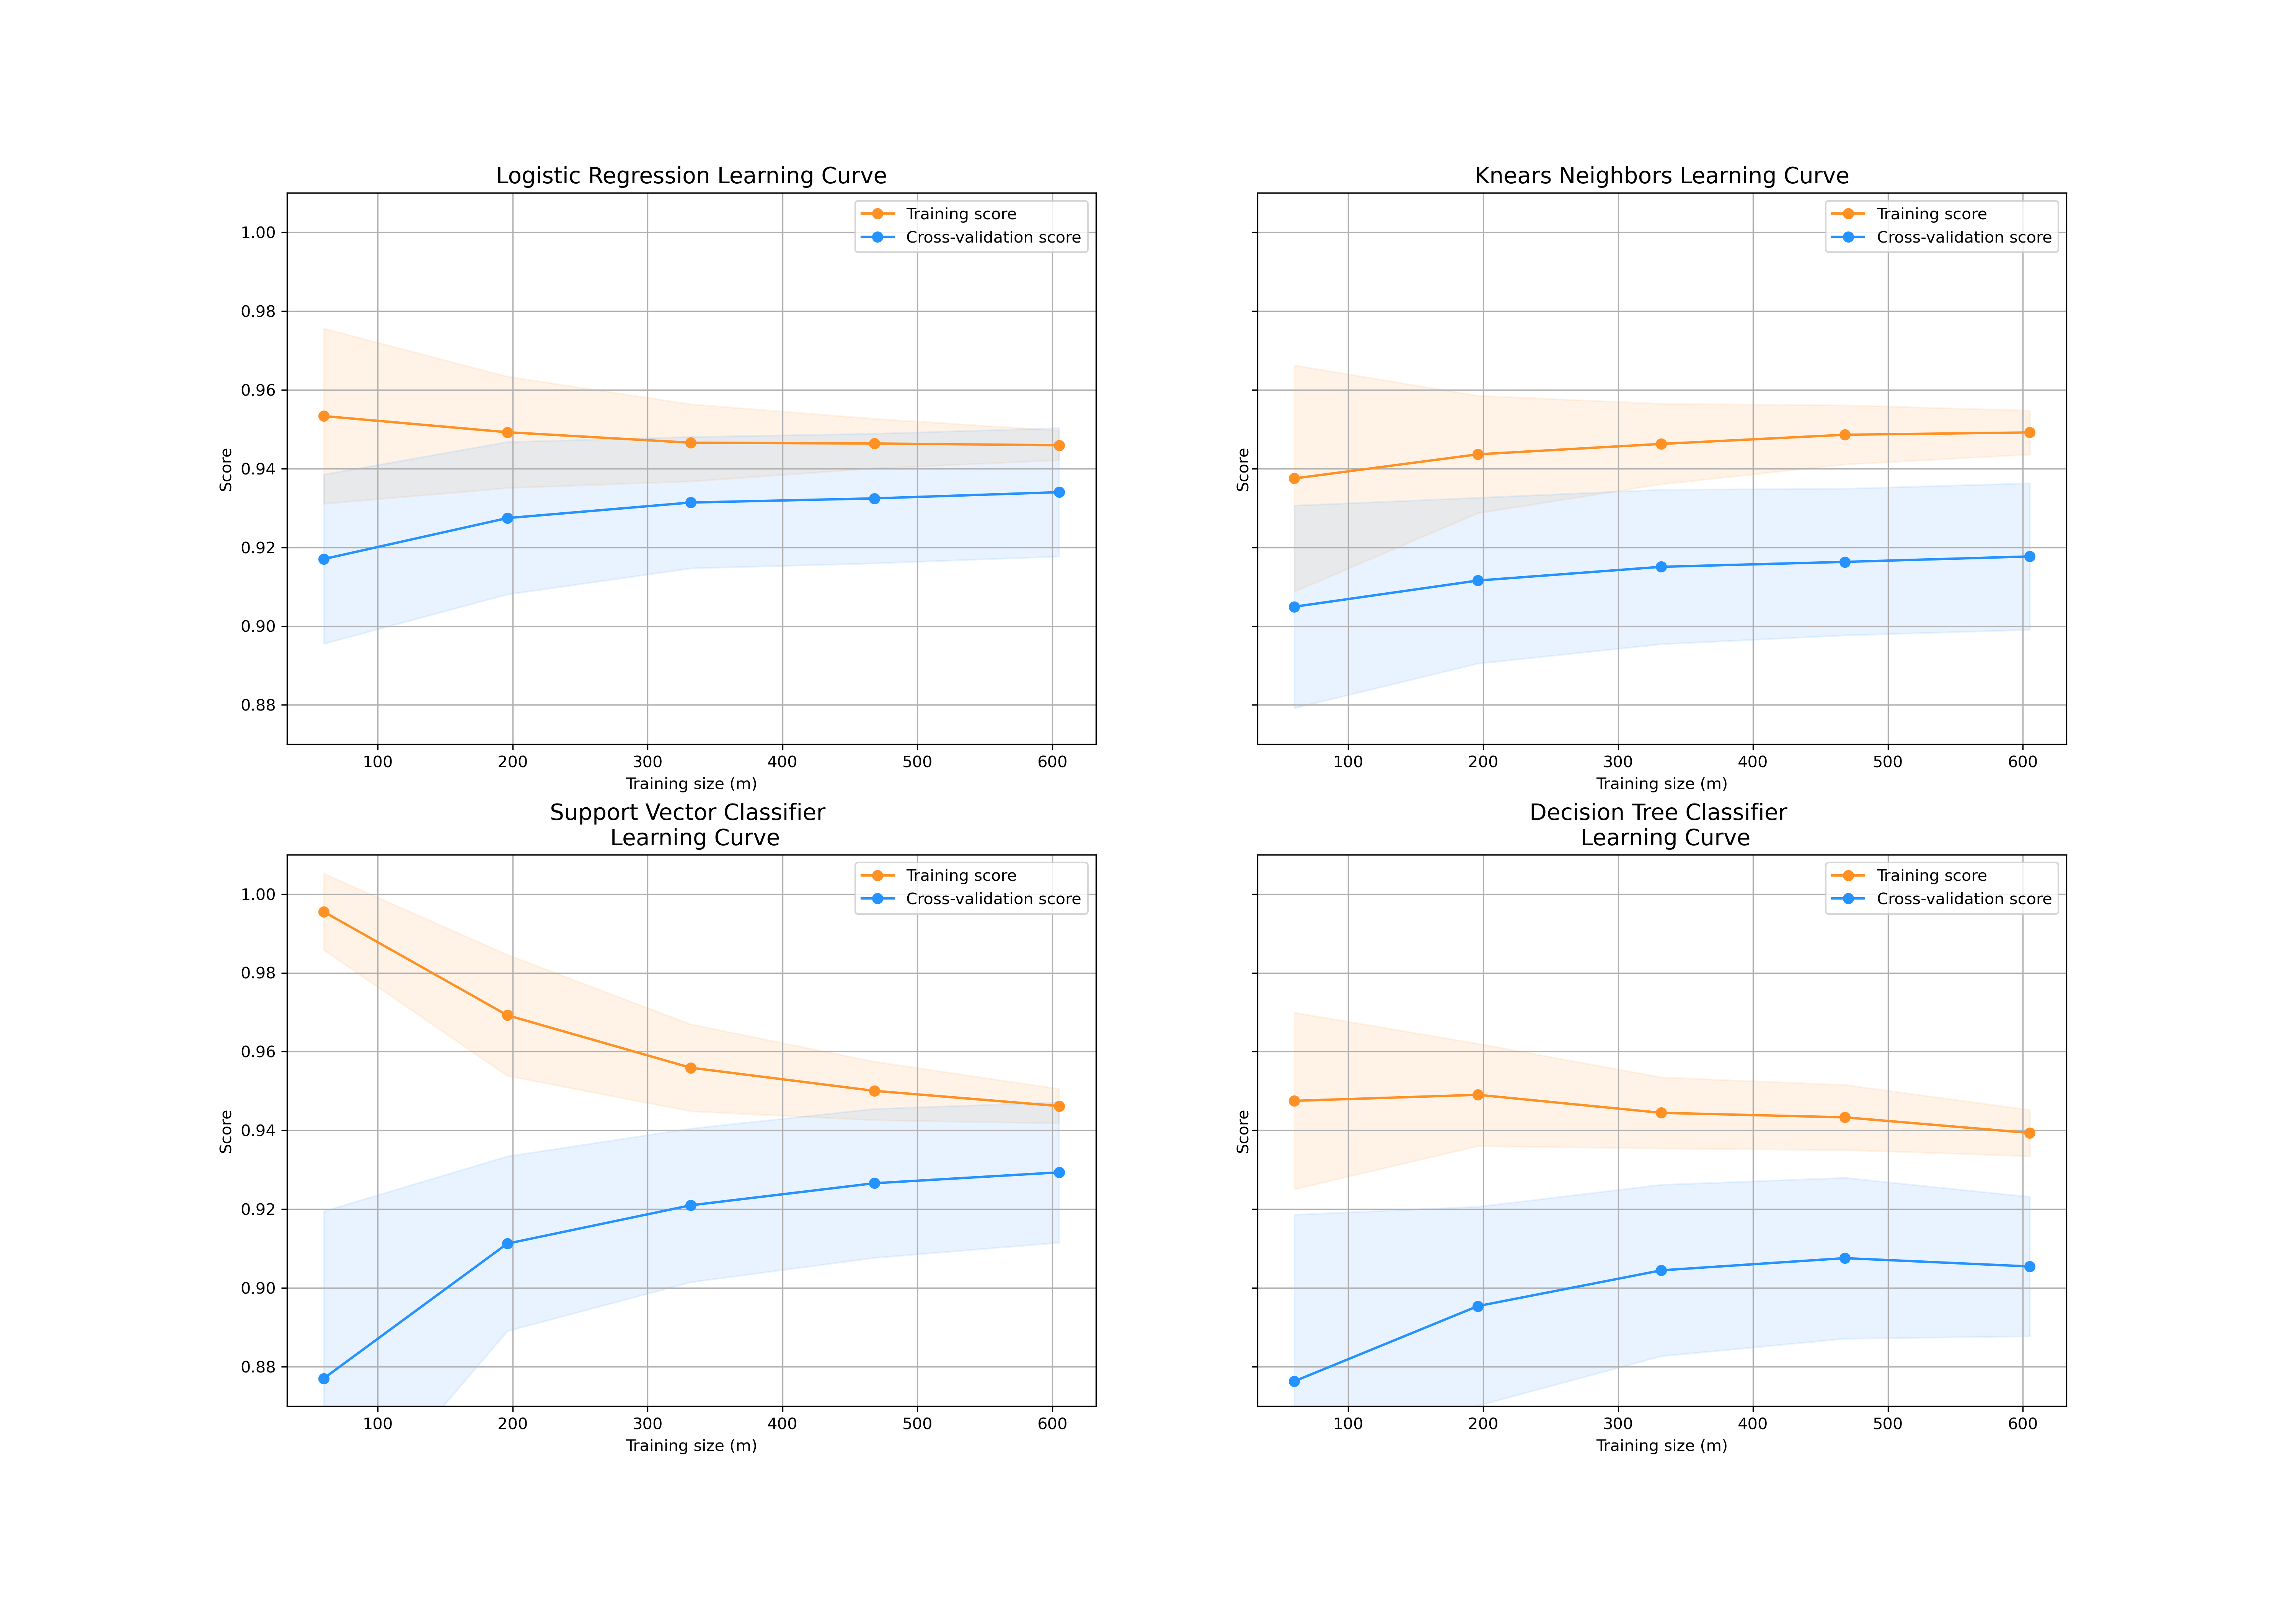 Logistic Regression Learning Curve
Training score
Cross-validation score
1.00
0.98
0.96
0.94
0.92
0.90
0.88
Score
100 200 300 400 500 600
Training size (m)
Knears Neighbors Learning Curve
Training score
Cross-validation score
Score
100 200 300 400 500 600
Training size (m)
Support Vector Classifier
Learning Curve
Training score
Cross-validation score
1.00
0.98
0.96
0.94
0.92
0.90
0.88
Score
100 200 300 400 500 600
Training size (m)
Decision Tree Classifier
Learning Curve
Training score
Cross-validation score
Score
100 200 300 400 500 600
Training size (m)